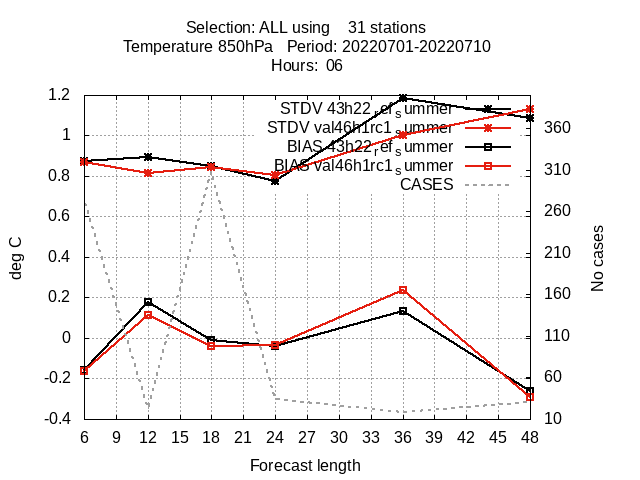 Selection: ALL using 31 stations
Temperature 850hPa Period: 20220701-20220710
Hours: 06
1.2
1
0.8
0.6
0.4
0.2
0
-0.2
-0.4
deg C
STDV 43h22_ref_summer
STDV val46h1rc1_summer
BIAS 43h22_ref_summer
BIAS val46h1rc1_summer
CASES
360
310
260
210
160
110
60
10
No cases
6 9 12 15 18 21 24 27 30 33 36 39 42 45 48
Forecast length